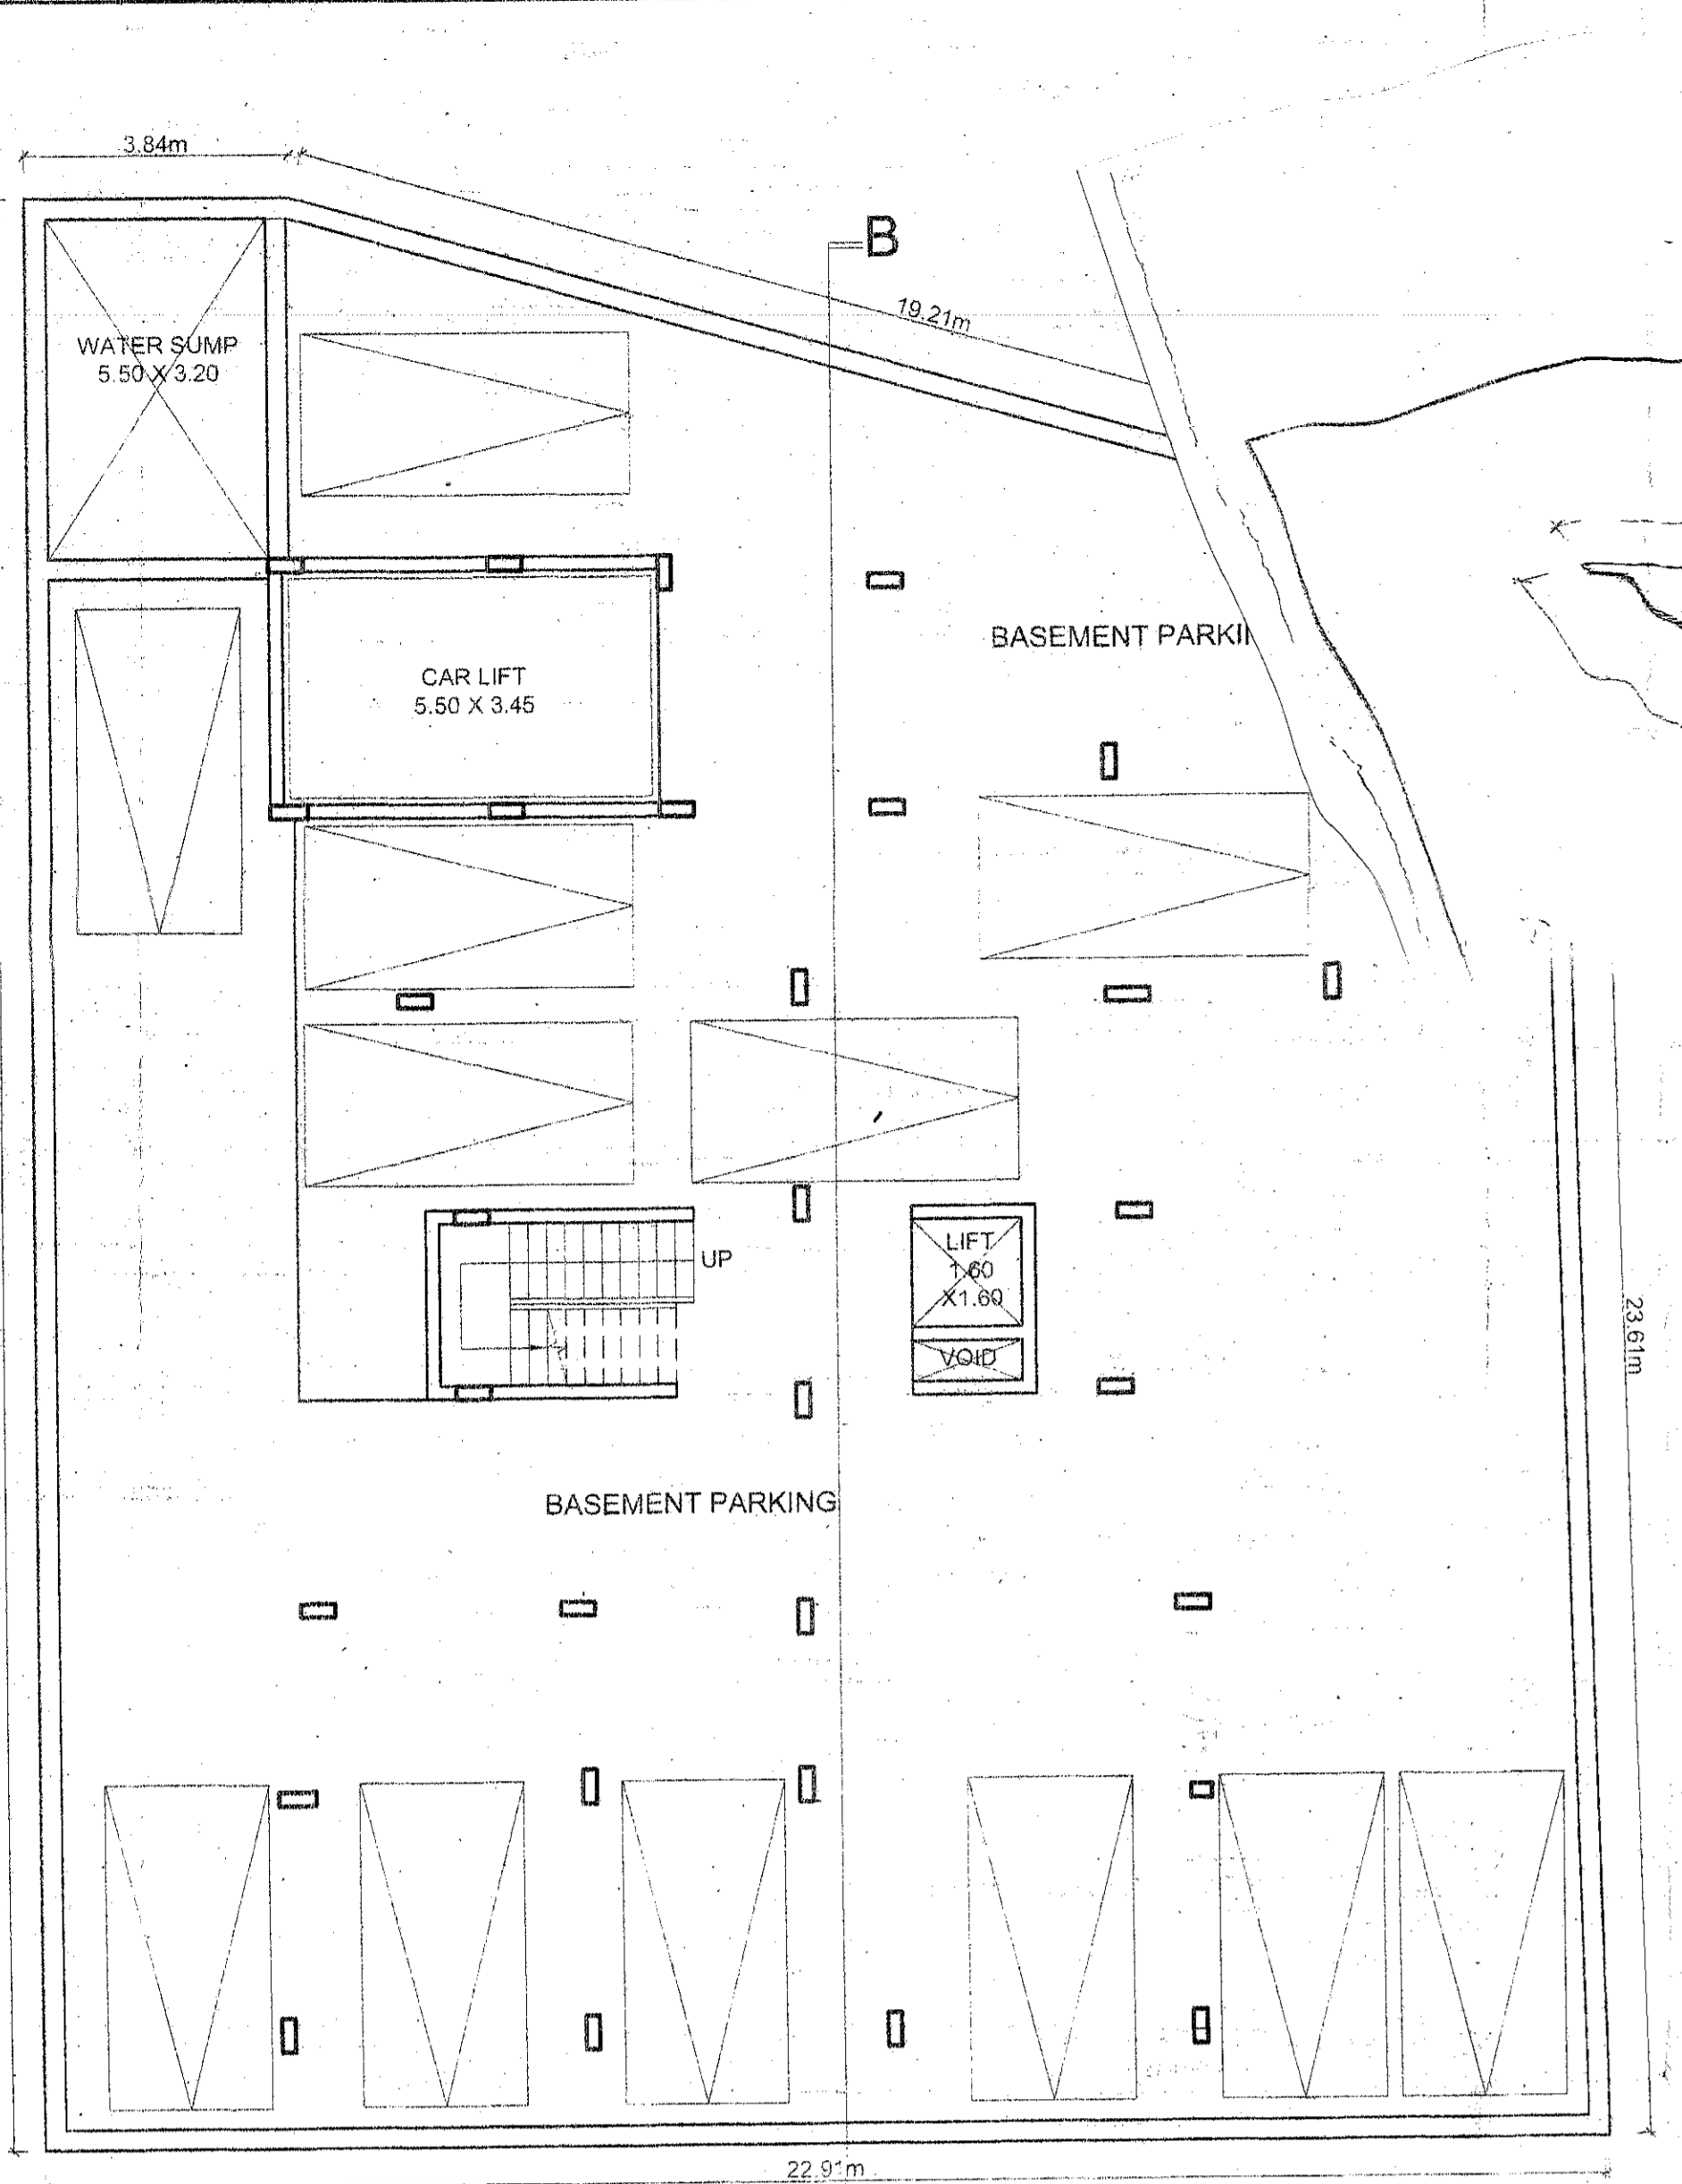 3.84m
B
19.21m
WATER SUMP
5.50 X 3.20
BASEMENT PARKI
CAR LIFT
5.50 X 3.45
UP
LIFT
1.60
X1.60
VOID
23.61m
BASEMENT PARKING
22.91m